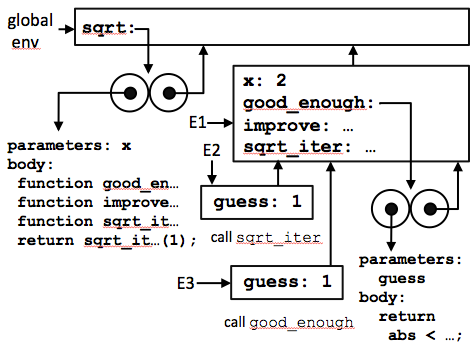 global
env
sqrt:
x: 2
good_enough:
improve: …
sqrt_iter: …
E1
E2
guess: 1
call sqrt_iter
E3
guess: 1
call good_enough
parameters: x
body:
function good_en…
function improve…
function sqrt_it…
return sqrt_it…(1);
parameters:
guess
body:
return
abs < …;